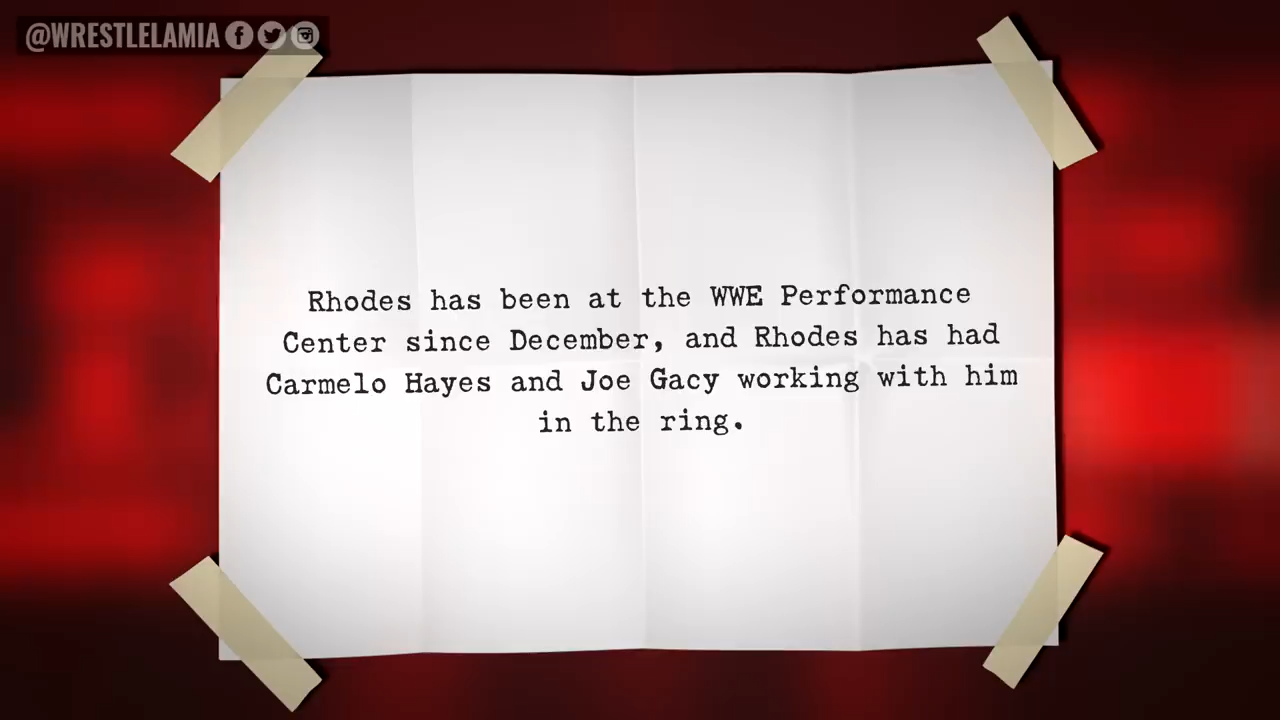 @WRESTLELAMIA
Rhodes has been at the WWE Performance
Center since December, and Rhodes has had
Carmelo Hayes and Joe Gacy working with him
in the ring.